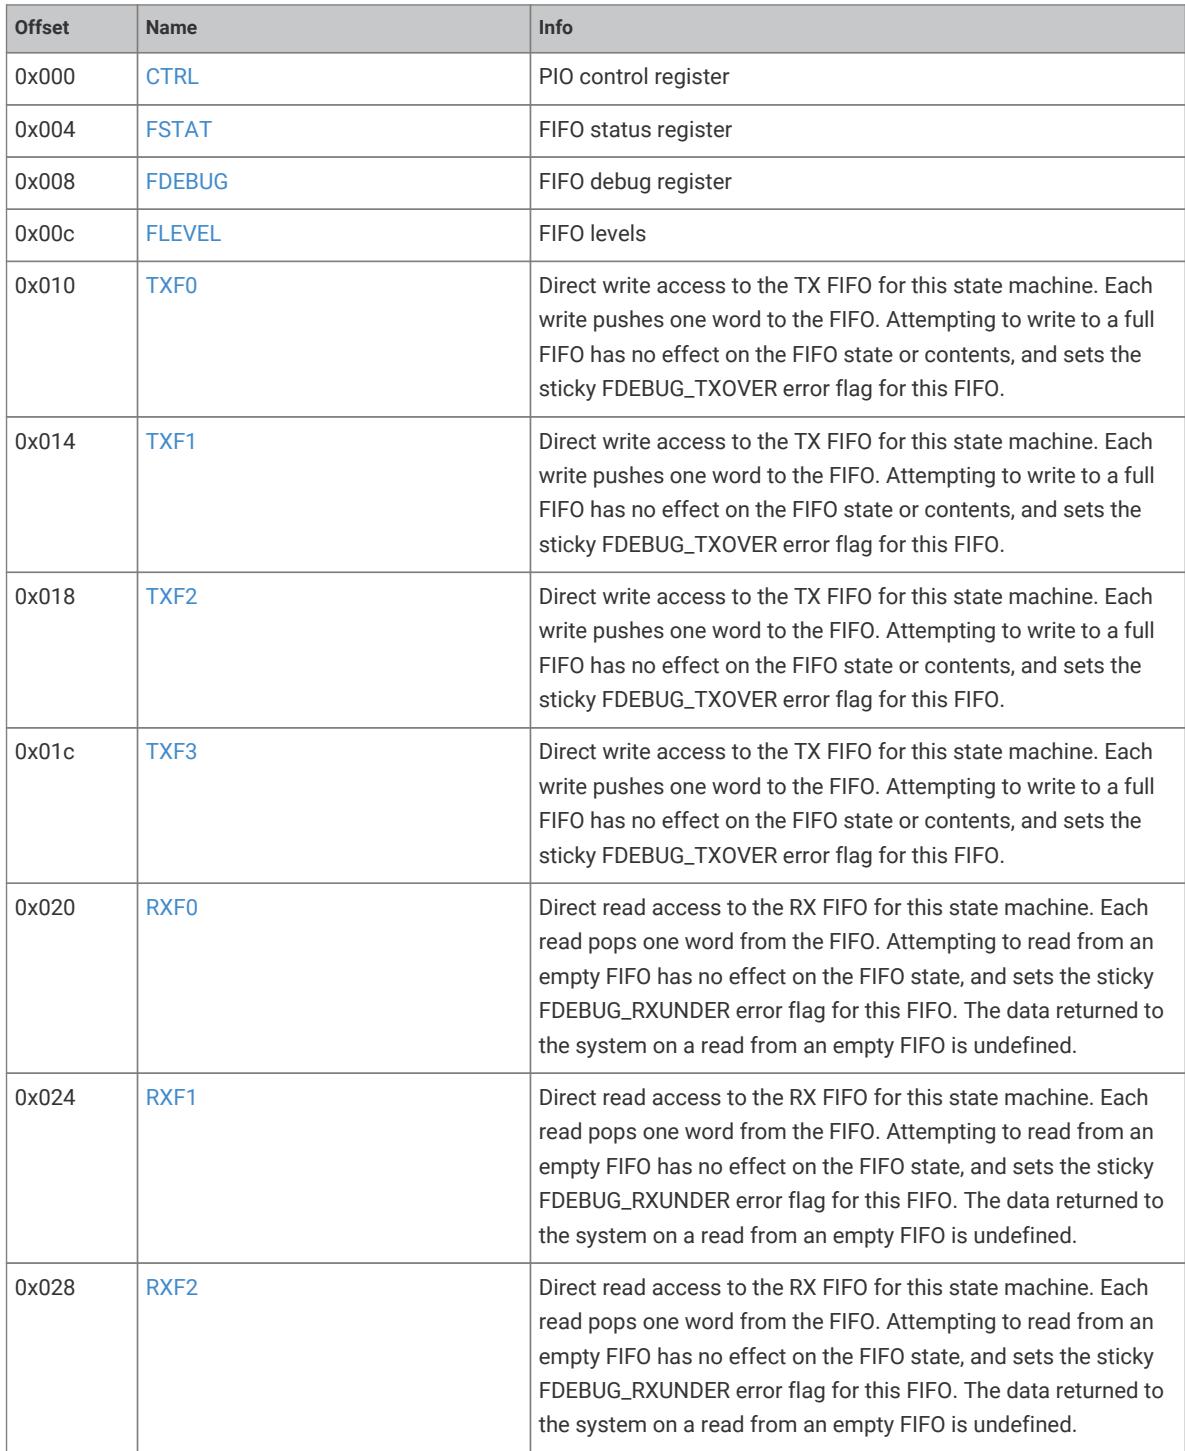 Offset Name Info
0x000 CTRL PIO control register
0x004 FSTAT FIFO status register
0x008 FDEBUG FIFO debug register
0x00c FLEVEL FIFO levels
0x010 TXF0 Direct write access to the TX FIFO for this state machine. Each
write pushes one word to the FIFO. Attempting to write to a full
FIFO has no effect on the FIFO state or contents, and sets the
sticky FDEBUG_TXOVER error flag for this FIFO.
0x014 TXF1 Direct write access to the TX FIFO for this state machine. Each
write pushes one word to the FIFO. Attempting to write to a full
FIFO has no effect on the FIFO state or contents, and sets the
sticky FDEBUG_TXOVER error flag for this FIFO.
0x018 TXF2 Direct write access to the TX FIFO for this state machine. Each
write pushes one word to the FIFO. Attempting to write to a full
FIFO has no effect on the FIFO state or contents, and sets the
sticky FDEBUG_TXOVER error flag for this FIFO.
0x01c TXF3 Direct write access to the TX FIFO for this state machine. Each
write pushes one word to the FIFO. Attempting to write to a full
FIFO has no effect on the FIFO state or contents, and sets the
sticky FDEBUG_TXOVER error flag for this FIFO.
0x020 RXF0 Direct read access to the RX FIFO for this state machine. Each
read pops one word from the FIFO. Attempting to read from an
empty FIFO has no effect on the FIFO state, and sets the sticky
FDEBUG_RXUNDER error flag for this FIFO. The data returned to
the system on a read from an empty FIFO is undefined.
0x024 RXF1 Direct read access to the RX FIFO for this state machine. Each
read pops one word from the FIFO. Attempting to read from an
empty FIFO has no effect on the FIFO state, and sets the sticky
FDEBUG_RXUNDER error flag for this FIFO. The data returned to
the system on a read from an empty FIFO is undefined.
0x028 RXF2 Direct read access to the RX FIFO for this state machine. Each
read pops one word from the FIFO. Attempting to read from an
empty FIFO has no effect on the FIFO state, and sets the sticky
FDEBUG_RXUNDER error flag for this FIFO. The data returned to
the system on a read from an empty FIFO is undefined.